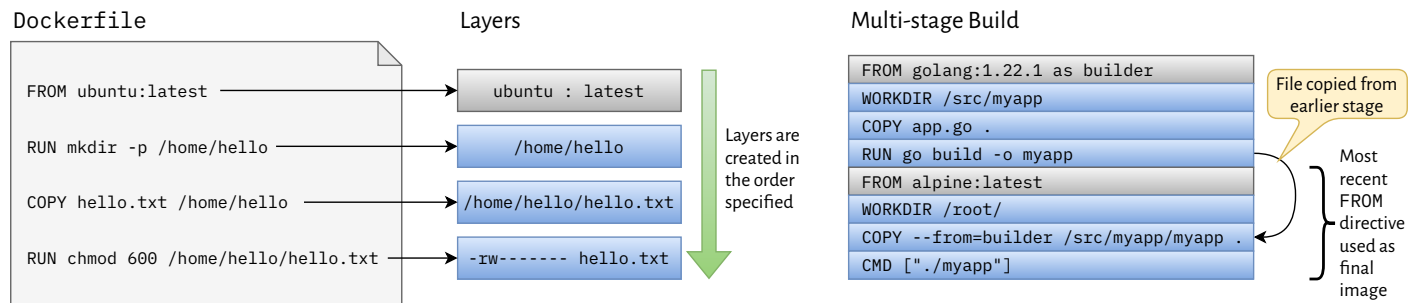 Dockerfile
FROM ubuntu:latest
RUN mkdir -p /home/hello
COPY hello.txt /home/hello
RUN chmod 600 /home/hello/hello.txt
Layers
ubuntu : latest
/home/hello
/home/hello/hello.txt
-rw------- hello.txt
Layers are
created in
the order
specified
Multi-stage Build
FROM golang:1.22.1 as builder
WORKDIR /src/myapp
COPY app.go .
RUN go build -o myapp
FROM alpine:latest
WORKDIR /root/
COPY --from=builder /src/myapp/myapp .
CMD ["./myapp"]
File copied from
earlier stage
Most
recent
FROM
directive
used as
final
image